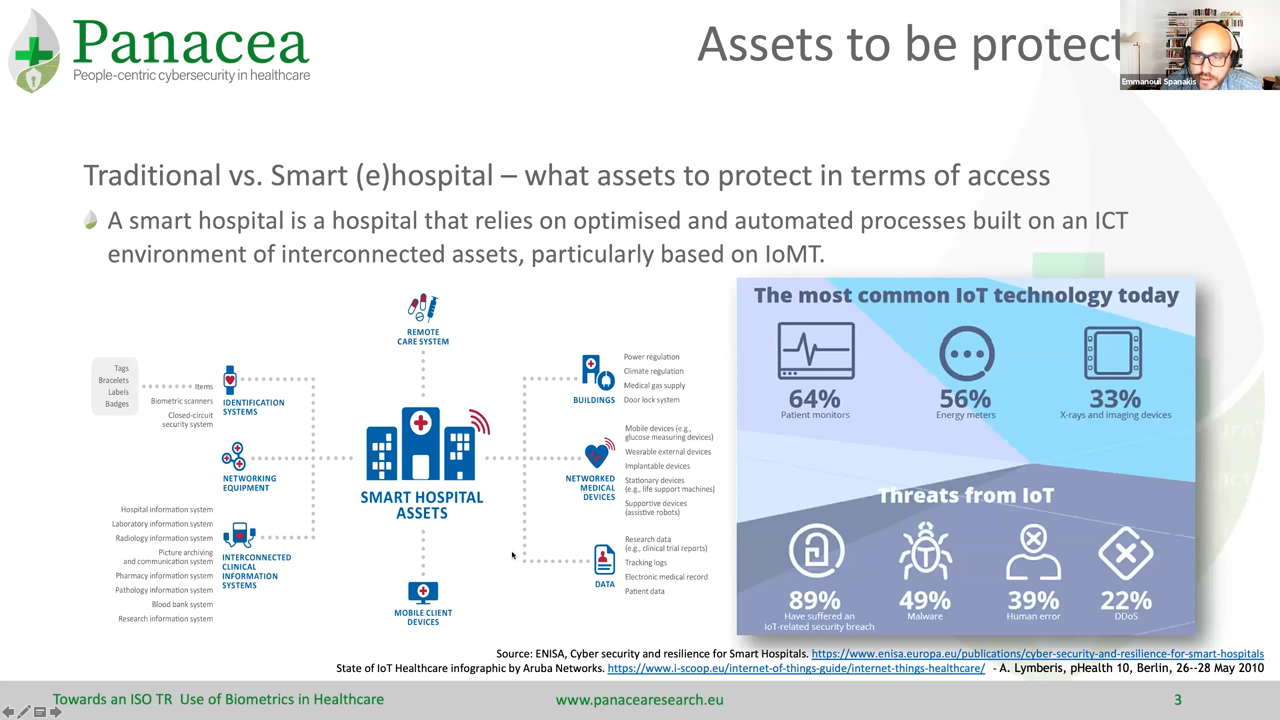 Panacea
People-centric cybersecurity in healthcare
Assets to be protect
Emmanouil Spanakis
Traditional vs. Smart (e)hospital – what assets to protect in terms of access
A smart hospital is a hospital that relies on optimised and automated processes built on an ICT
environment of interconnected assets, particularly based on IoMT.
REMOTE
CARE SYSTEM
Tags
Bracelets
Labels
Badges
Items
Biometric scanners
Closed-circuit
security system
IDENTIFICATION
SYSTEMS
NETWORKING
EQUIPMENT
Hospital information system
Laboratory information system
Radiology information system
Picture archiving
and communication system
Pharmacy information system
Pathology information system
Blood bank system
Research information system
INTERCONNECTED
CLINICAL
INFORMATION
SYSTEMS
SMART HOSPITAL
ASSETS
MOBILE CLIENT
DEVICES
BUILDINGS
Power regulation
Climate regulation
Medical gas supply
Door lock system
NETWORKED
MEDICAL
DEVICES
Mobile devices (e.g.,
glucose measuring devices)
Wearable external devices
Implantable devices
Stationary devices
(e.g., life support machines)
Supportive devices
(assistive robots)
DATA
Research data
(e.g., clinical trial reports)
Tracking logs
Electronic medical record
Patient data
The most common IoT technology today
64%
Patient monitors
56%
Energy meters
33%
X-rays and imaging devices
Threats from IoT
89%
Have suffered an
IoT-related security breach
49%
Malware
39%
Human error
22%
DDoS
Source: ENISA, Cyber security and resilience for Smart Hospitals. https://www.enisa.europa.eu/publications/cyber-security-and-resilience-for-smart-hospitals
State of IoT Healthcare infographic by Aruba Networks. https://www.i-scoop.eu/internet-of-things-guide/internet-things-healthcare/ - A. Lymberis, pHealth 10, Berlin, 26--28 May 2010
Towards an ISO TR Use of Biometrics in Healthcare
www.panacearesearch.eu
3